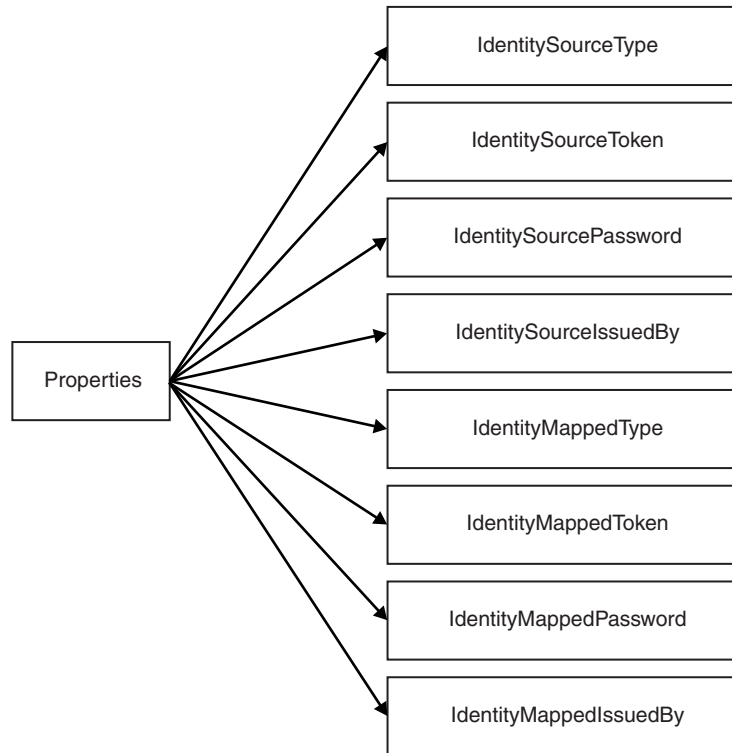 IdentitySourceType
IdentitySourceToken
IdentitySourcePassword
IdentitySourceIssuedBy
Properties
IdentityMappedType
IdentityMappedToken
IdentityMappedPassword
IdentityMappedIssuedBy